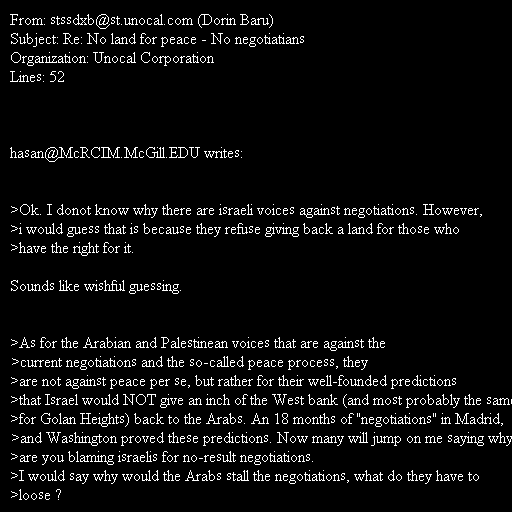 From: stssdxb@st.unocal.com (Dorin Baru)
Subject: Re: No land for peace - No negotiatians
Organization: Unocal Corporation
Lines: 52
hasan@McRCIM.McGill.EDU writes:
>Ok. I donot know why there are israeli voices against negotiations. However,
>i would guess that is because they refuse giving back a land for those who
>have the right for it.
Sounds like wishful guessing.
>As for the Arabian and Palestinean voices that are against the
>current negotiations and the so-called peace process, they
>are not against peace per se, but rather for their well-founded predictions
>that Israel would NOT give an inch of the West bank (and most probably the same
>for Golan Heights) back to the Arabs. An 18 months of "negotiations" in Madrid,
>and Washington proved these predictions. Now many will jump on me saying why
>are you blaming israelis for no-result negotiations.
>I would say why would the Arabs stall the negotiations, what do they have to
>loose ?